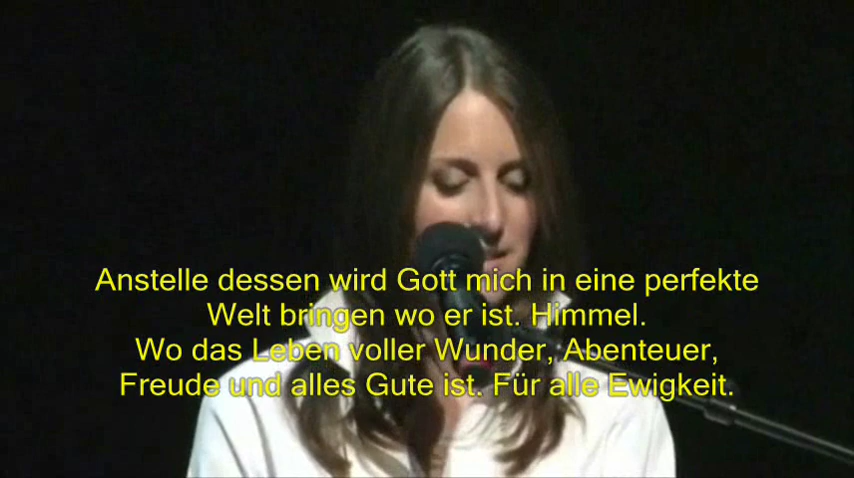 Anstelle dessen wird Gott mich in eine perfekte
Welt bringen wo er ist. Himmel.
Wo das Leben voller Wunder, Abenteuer,
Freude und alles Gute ist. Für alle Ewigkeit.